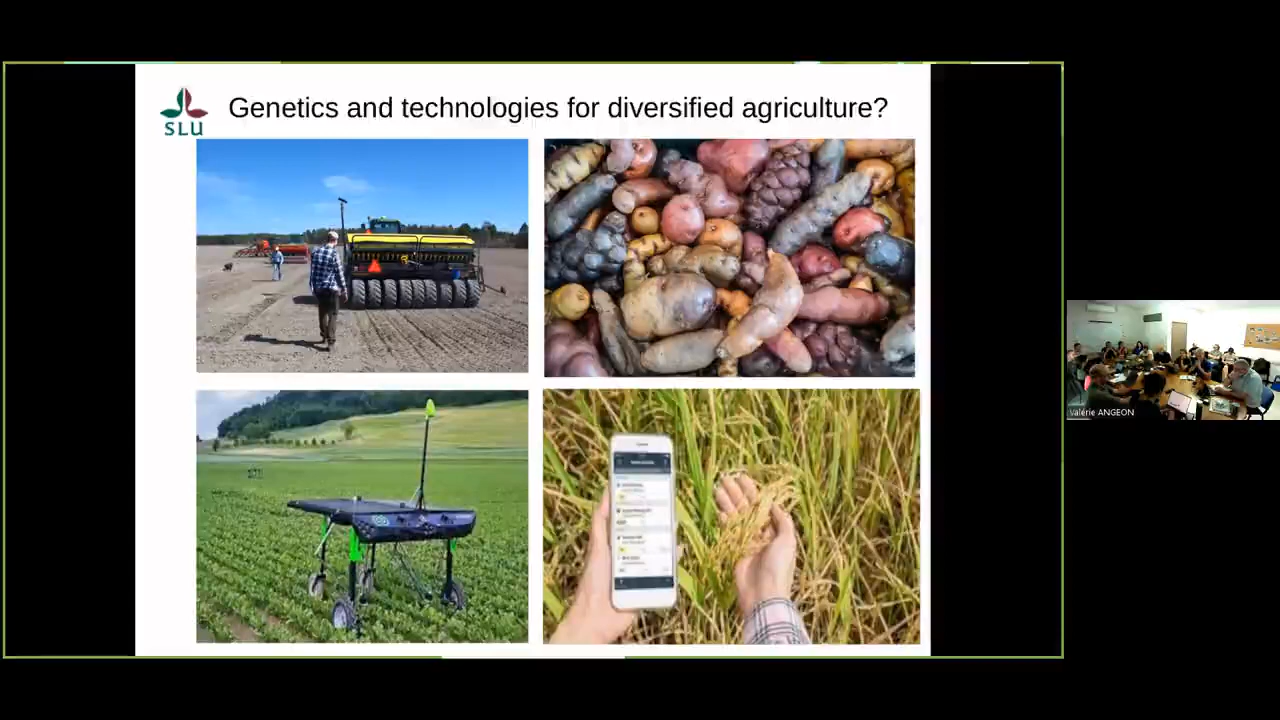 Genetics and technologies for diversified agriculture?
SLU
Valérie ANGEON